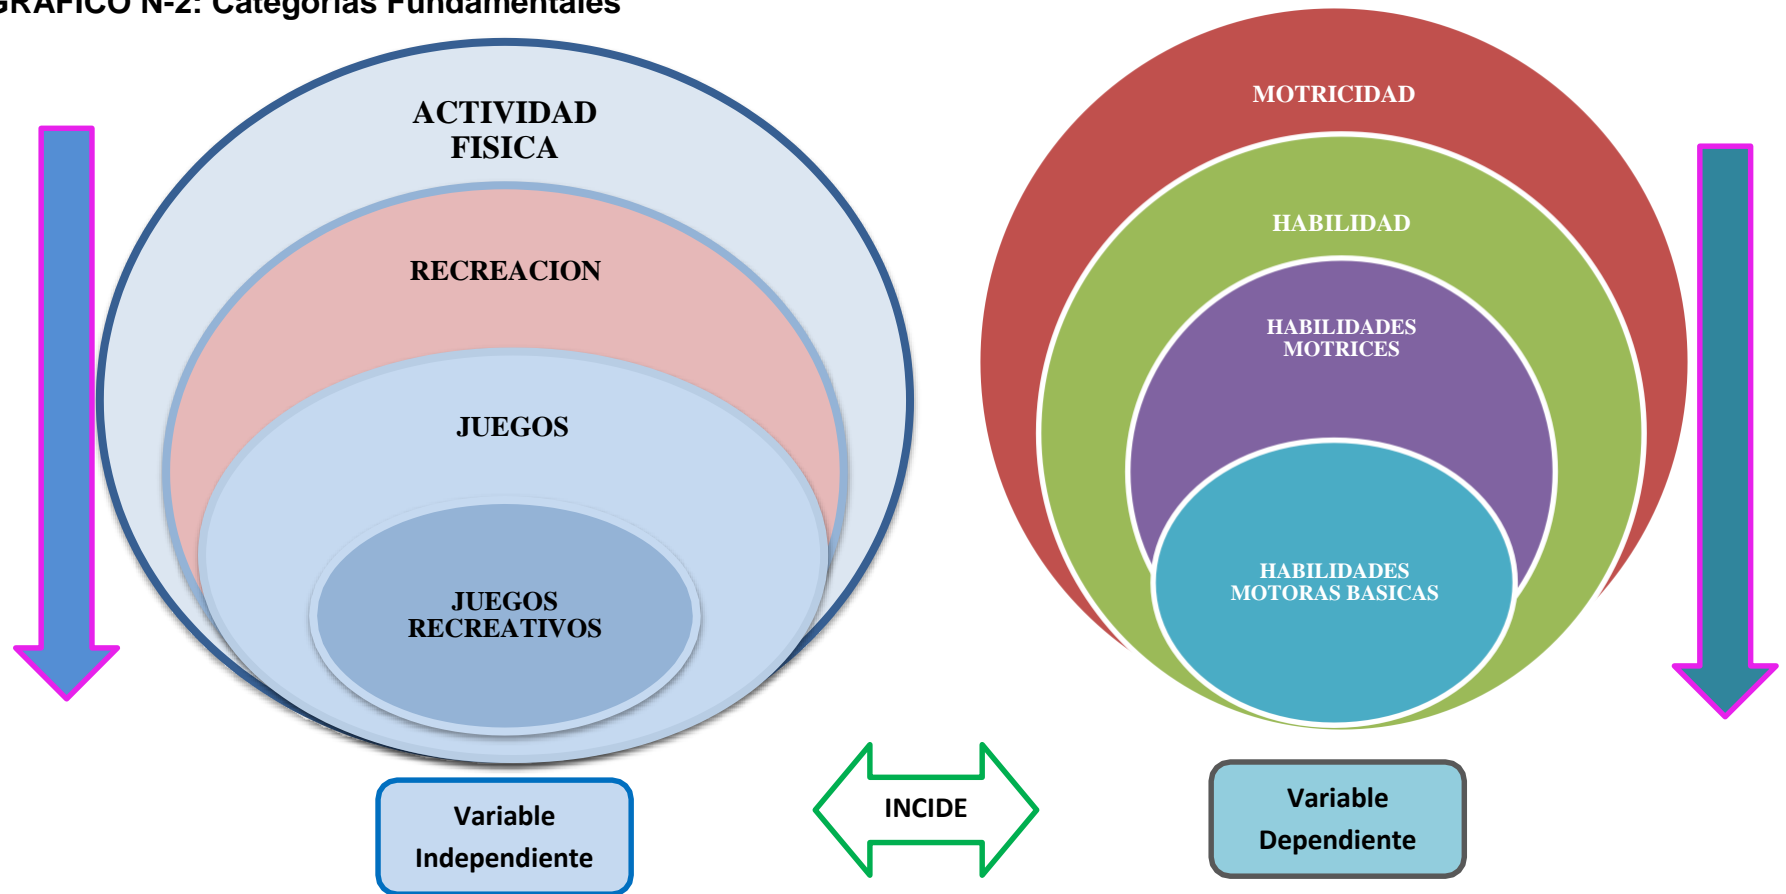 GRÁFICO N-2: Categorías Fundamentales
ACTIVIDAD
FISICA
RECREACION
JUEGOS
JUEGOS
RECREATIVOS
MOTRICIDAD
HABILIDAD
HABILIDADES
MOTRICES
HABILIDADES
MOTORAS BASICAS
Variable
Independiente
INCIDE
Variable
Dependiente